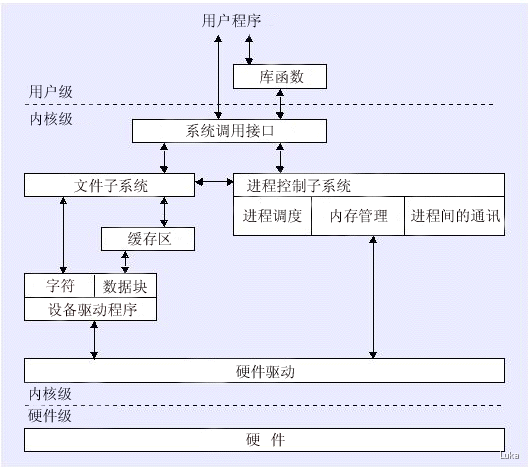 用户程序
库函数
用户级
内核级
系统调用接口
文件子系统
进程控制子系统
进程调度 内存管理 进程间的通讯
缓存区
字符 数据块
设备驱动程序
硬件驱动
内核级
硬件级
硬 件
Luka